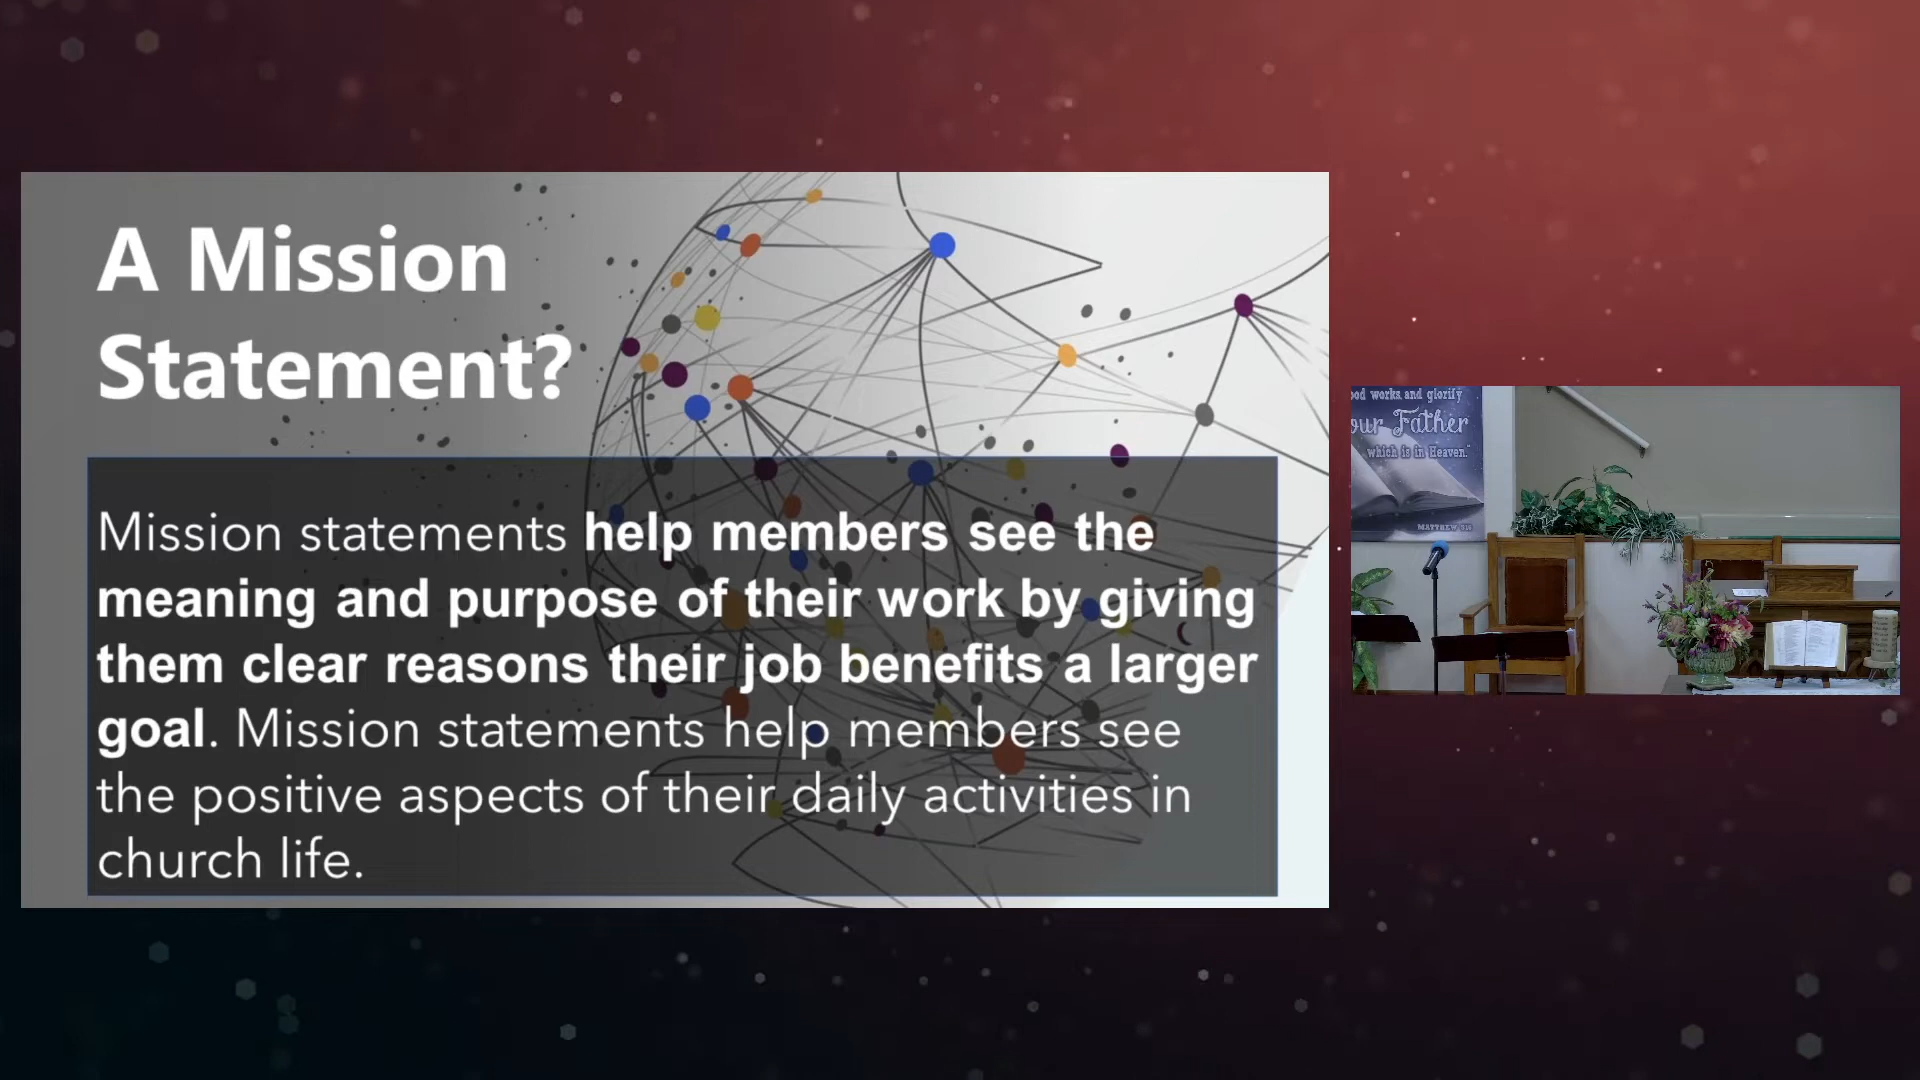 A Mission
Statement?
Mission statements help members see the
meaning and purpose of their work by giving
them clear reasons their job benefits a larger
goal. Mission statements help members see
the positive aspects of their daily activities in
church life.
works, and glorify
our Father
which is in Heaven."
MATTHEW